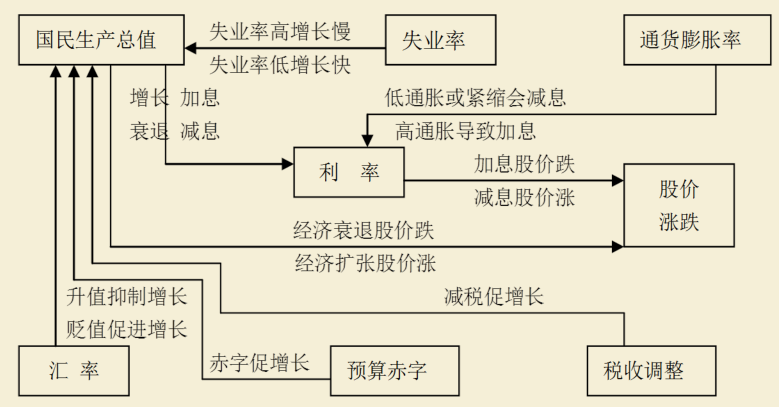 国民生产总值
失业率高增长慢
失业率低增长快
失业率
通货膨胀率
增长 加息
衰退 减息
低通胀或紧缩会减息
高通胀导致加息
利 率
加息股价跌
减息股价涨
股价
涨跌
经济衰退股价跌
经济扩张股价涨
升值抑制增长
贬值促进增长
减税促增长
汇 率
赤字促增长
预算赤字
税收调整